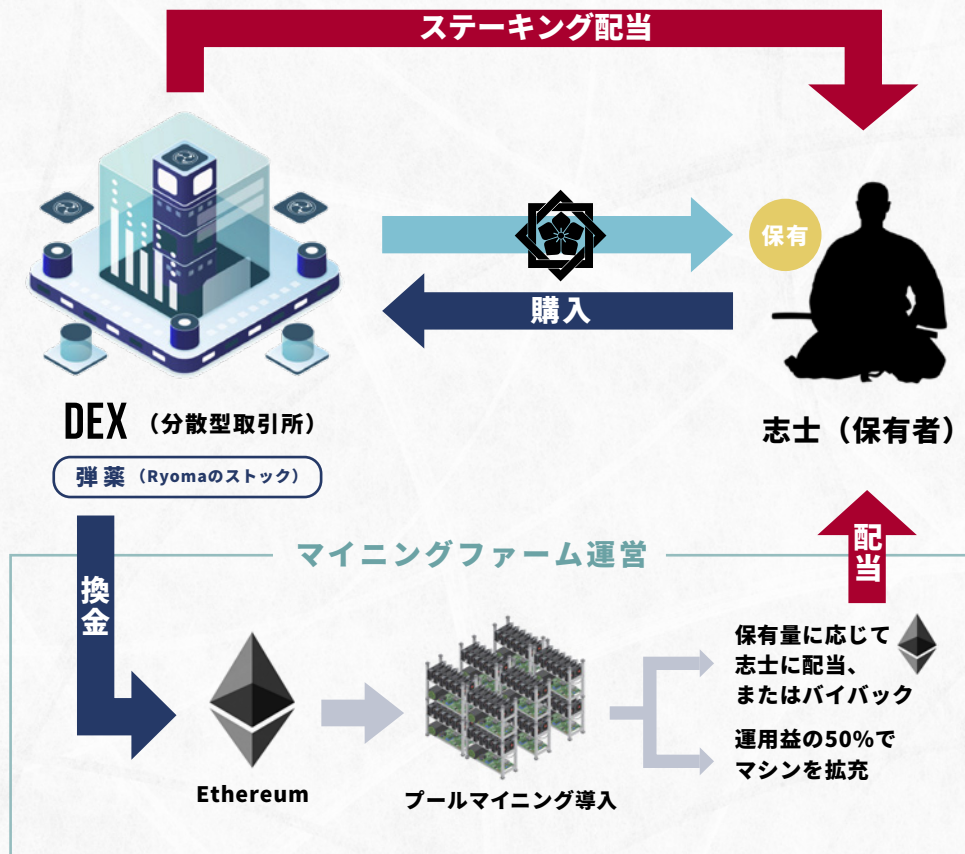 ステーキング配当
保有
購入
DEX （分散型取引所）
弾薬（Ryomaのストック）
志士（保有者）
マイニングファーム運営
換金
配当
Ethereum
プールマイニング導入
保有量に応じて
志士に配当、
またはバイバック
運用益の50%で
マシンを拡充